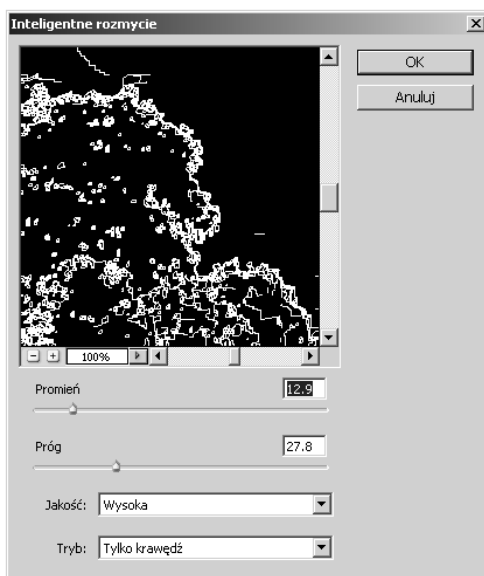 Inteligentne rozmycie
OK
Anuluj
100%
Promień
12.9
Próg
27.8
Jakość: Wysoka
Tryb: Tylko krawędź